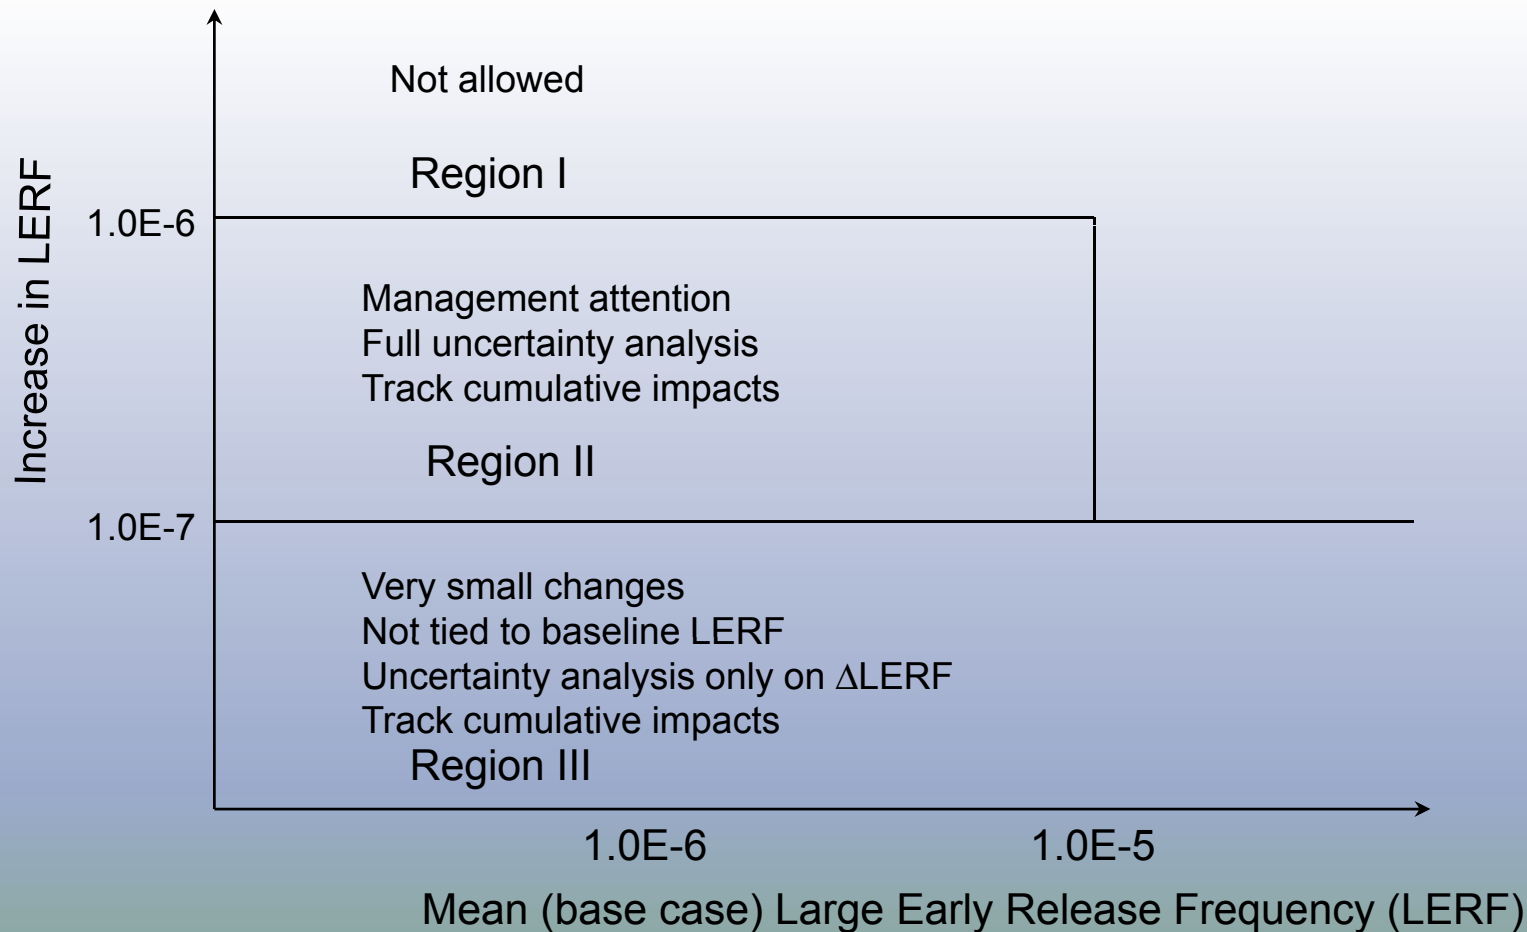 Not allowed
Region I
Increase in LERF
1.0E-6
Management attention
Full uncertainty analysis
Track cumulative impacts
Region II
1.0E-7
Very small changes
Not tied to baseline LERF
Uncertainty analysis only on ∆LERF
Track cumulative impacts
Region III
1.0E-6 1.0E-5
Mean (base case) Large Early Release Frequency (LERF)